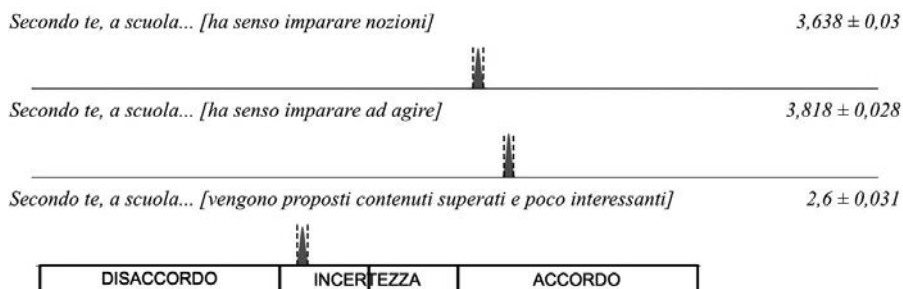 Secondo te, a scuola... [ha senso imparare nozioni] 3,638 ± 0,03
Secondo te, a scuola... [ha senso imparare ad agire] 3,818 ± 0,028
Secondo te, a scuola... [vengono proposti contenuti superati e poco interessanti] 2,6 ± 0,031
DISACCORDO INCERTEZZA ACCORDO